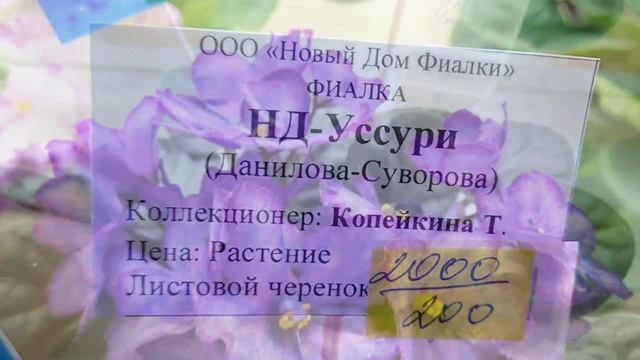 ООО «Новый Дом Фиалки»
ФИАЛКА
НД-Уссури
(Данилова-Суворова)
Коллекционер: Копейкина Т.
Цена: Растение 2000
Листовой черенок 200